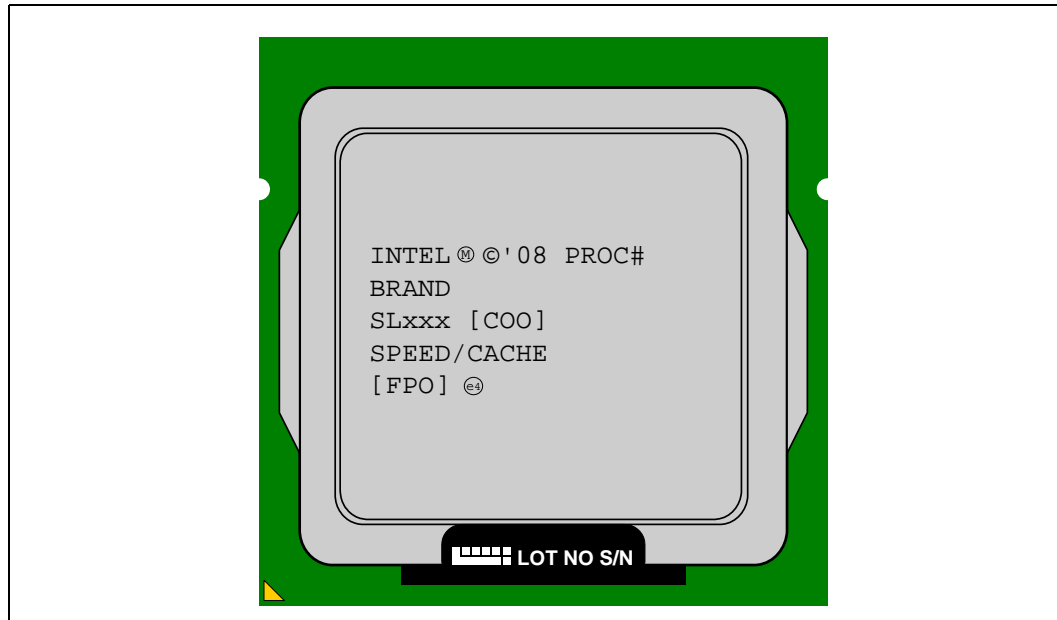 INTEL Ⓜ ©'08 PROC#
BRAND
SLxxx [COO]
SPEED/CACHE
[FPO] ⓔ4
LOT NO S/N